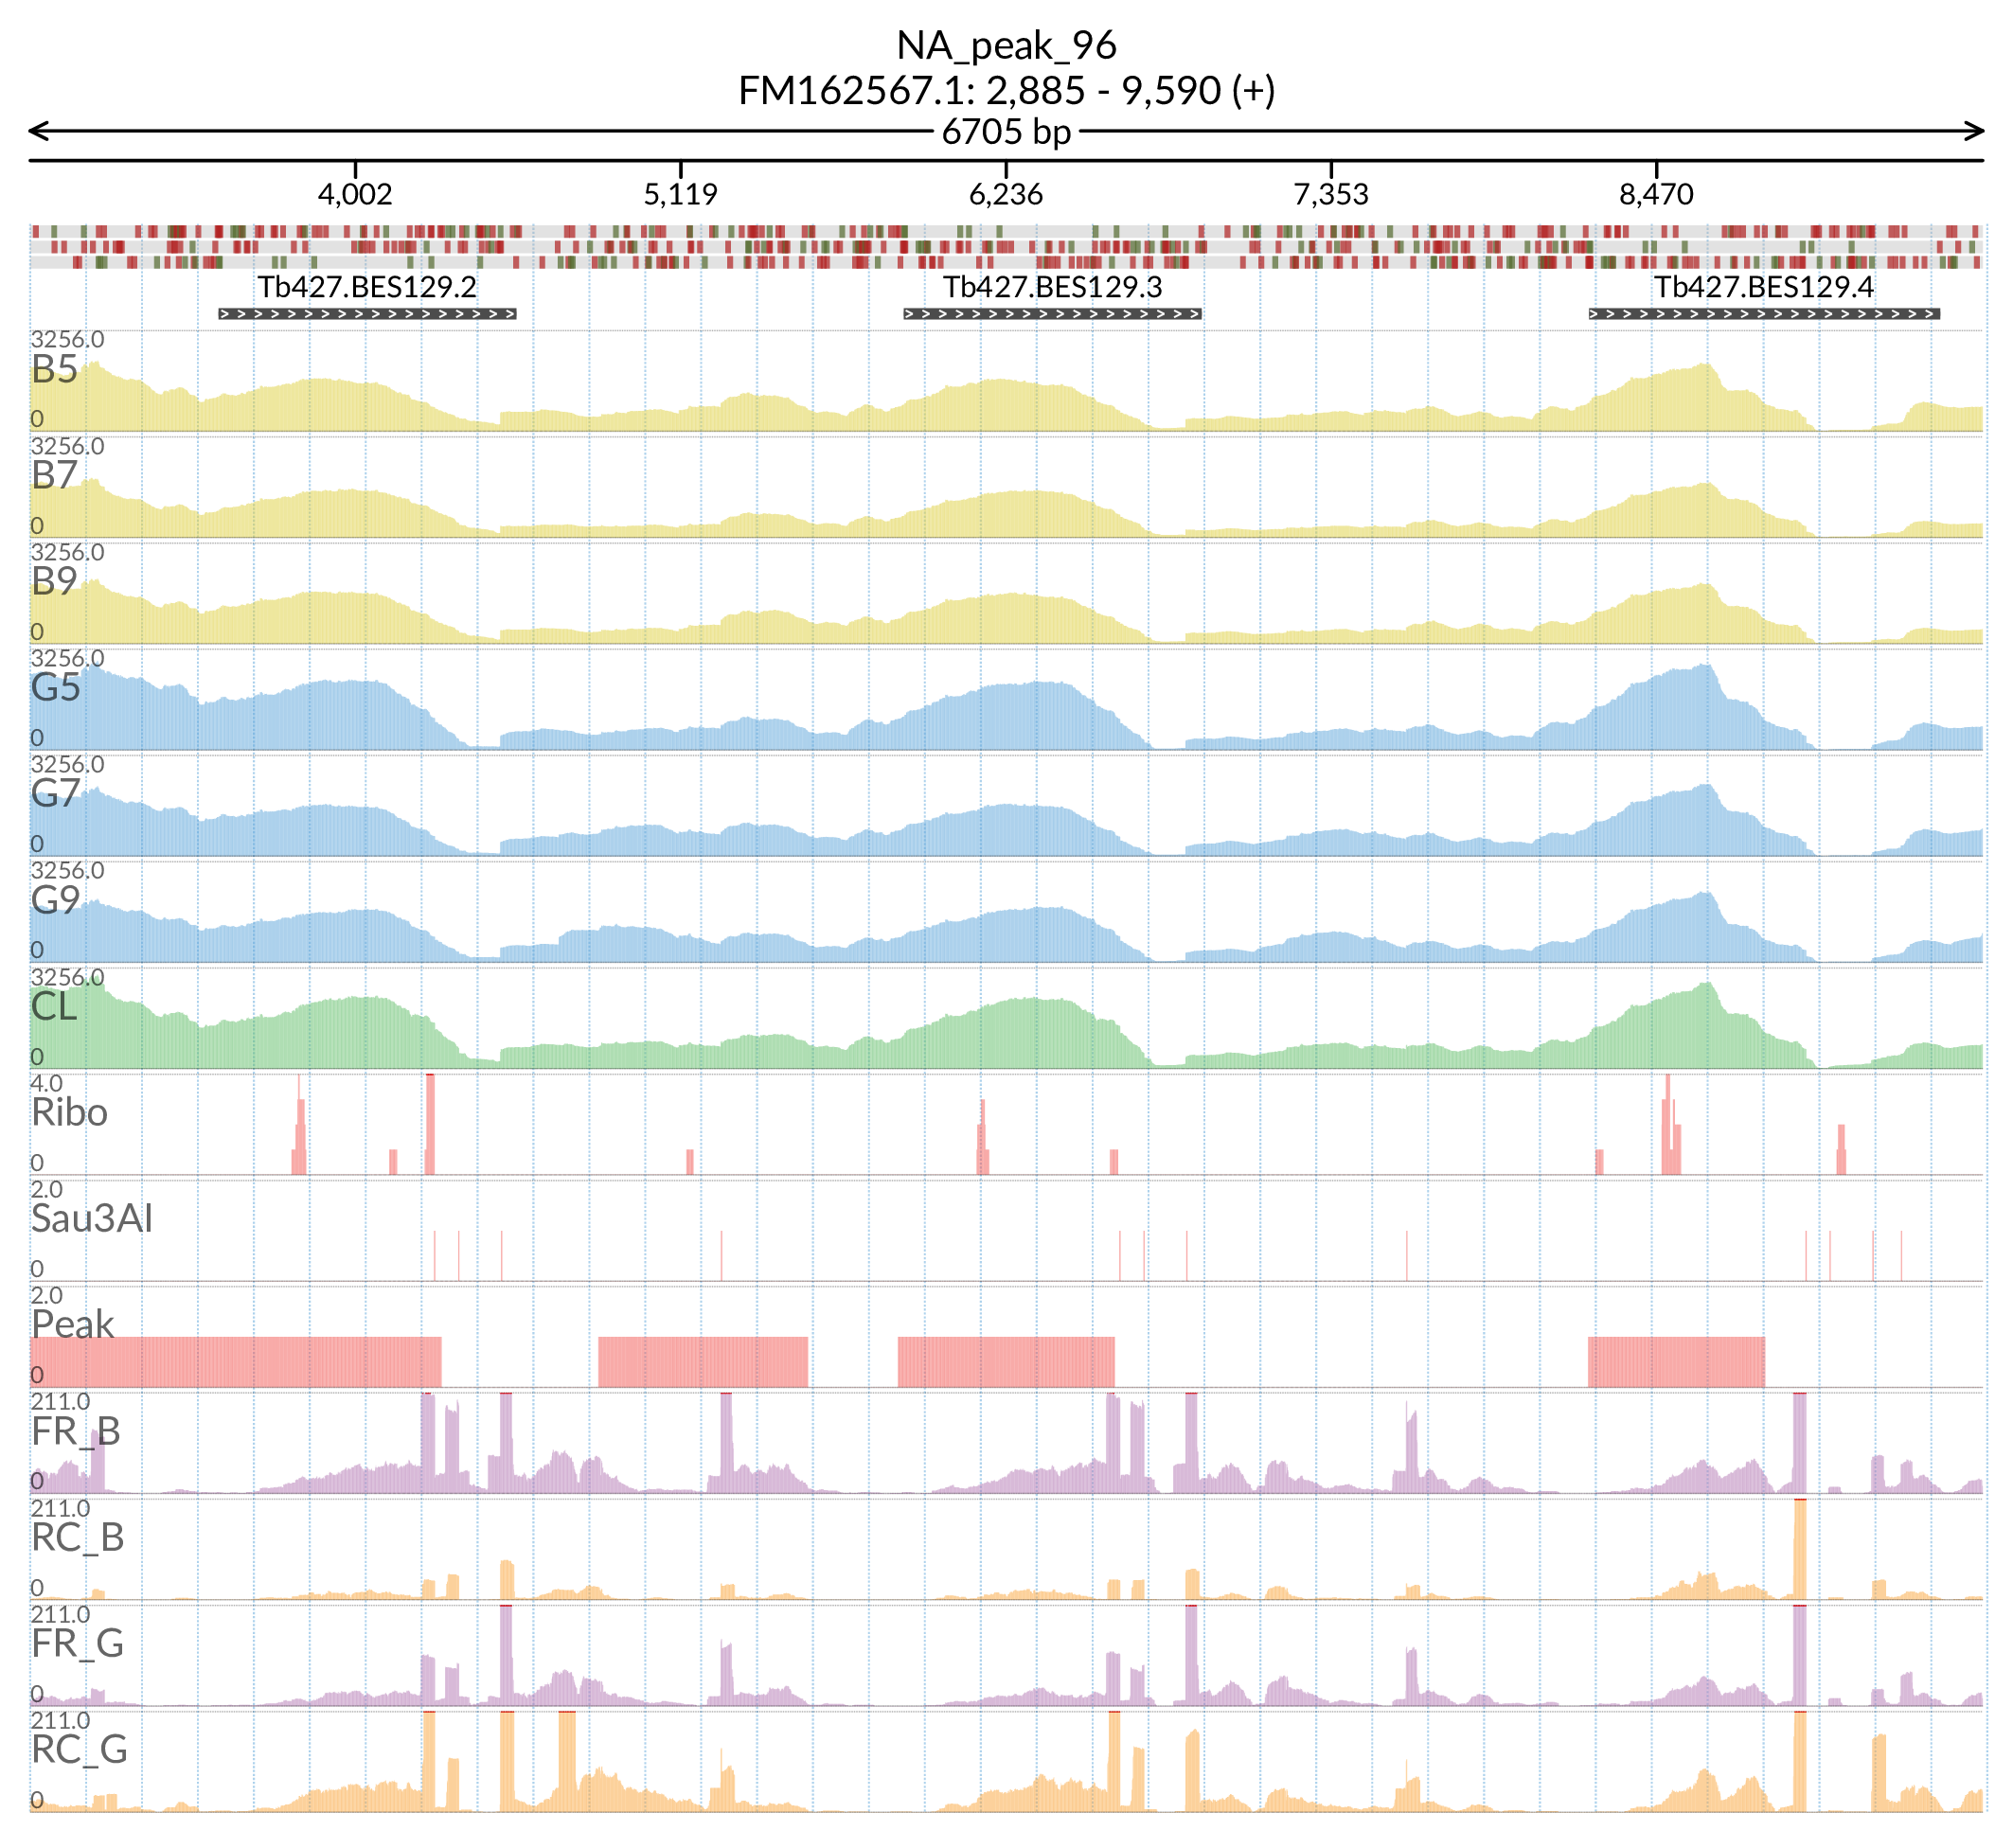 NA_peak_96
FM162567.1: 2,885 - 9,590 (+)
6705 bp
4,002 5,119 6,236 7,353 8,470
Tb427.BES129.2 Tb427.BES129.3 Tb427.BES129.4
3256.0
B5
0
3256.0
B7
0
3256.0
B9
0
3256.0
G5
0
3256.0
G7
0
3256.0
G9
0
3256.0
CL
0
4.0
Ribo
0
2.0
Sau3AI
0
2.0
Peak
0
211.0
FR_B
0
211.0
RC_B
0
211.0
FR_G
0
211.0
RC_G
0